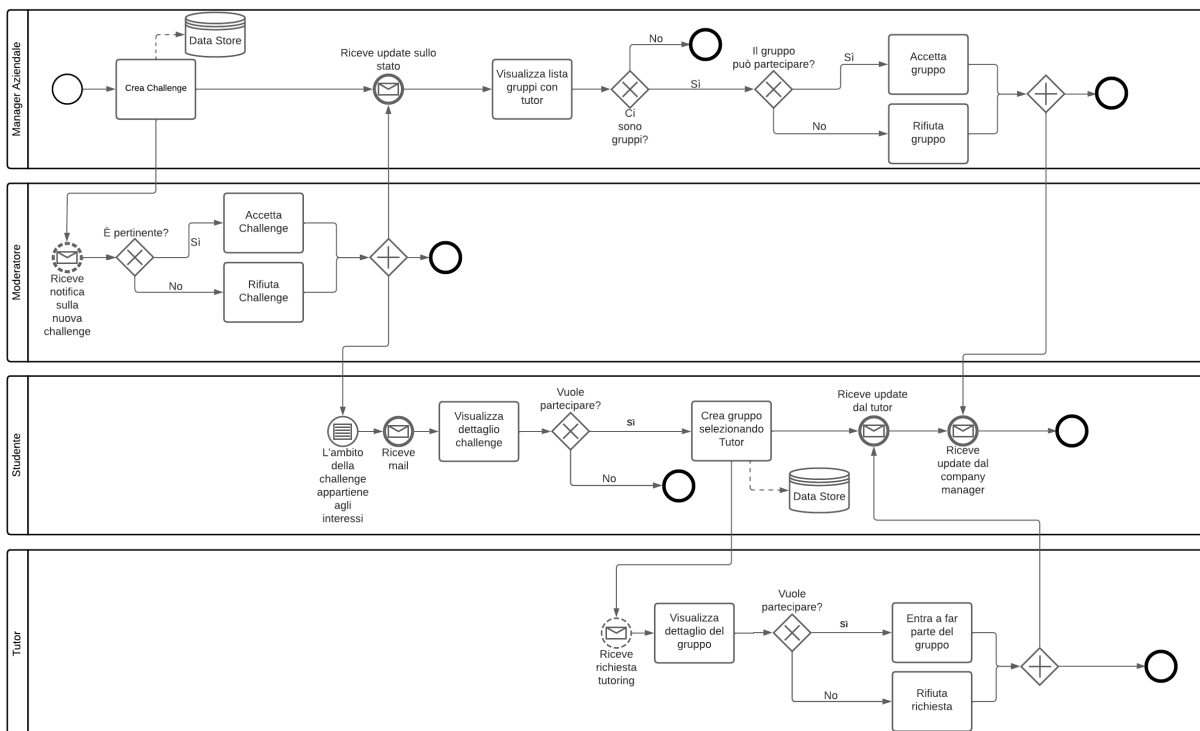 Manager Aziendale
Data Store
Crea Challenge
Riceve update sullo
stato
Visualizza lista
gruppi con
tutor
No
Sì
Ci
sono
gruppi?
Il gruppo
può partecipare?
Sì
No
Accetta
gruppo
Rifiuta
gruppo
Moderatore
Riceve
notifica
sulla
nuova
challenge
È pertinente?
Sì
No
Accetta
Challenge
Rifiuta
Challenge
Studente
L'ambito
della
challenge
appartiene
agli
interessi
Riceve
mail
Visualizza
dettaglio
challenge
Vuole
partecipare?
sì
No
Crea gruppo
selezionando
Tutor
Data Store
Riceve update
dal tutor
Riceve
update dal
company
manager
Tutor
Riceve
richiesta
tutoring
Visualizza
dettaglio del
gruppo
Vuole
partecipare?
sì
No
Entra a far
parte del
gruppo
Rifiuta
richiesta